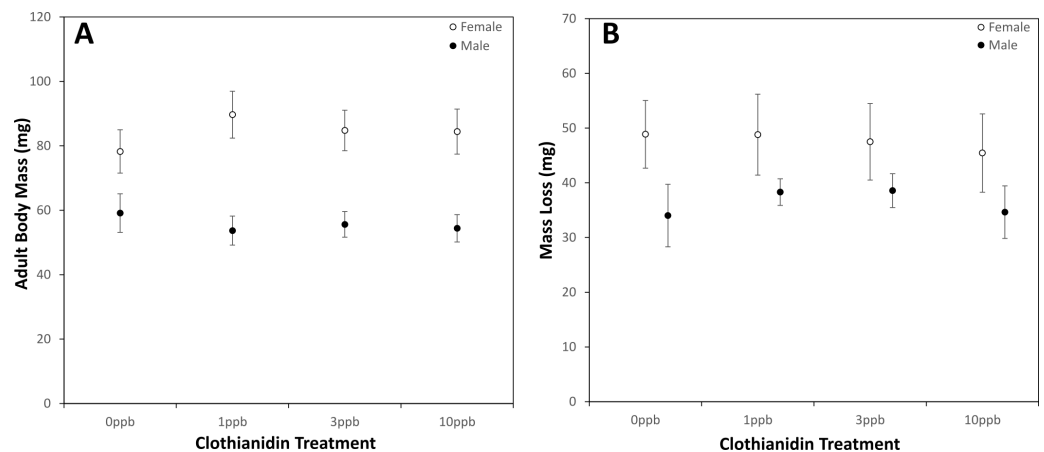 A
Female
Male
120
100
80
60
40
20
0
Adult Body Mass (mg)
0ppb 1ppb 3ppb 10ppb
Clothianidin Treatment
B
Female
Male
70
60
50
40
30
20
10
0
Mass Loss (mg)
0ppb 1ppb 3ppb 10ppb
Clothianidin Treatment